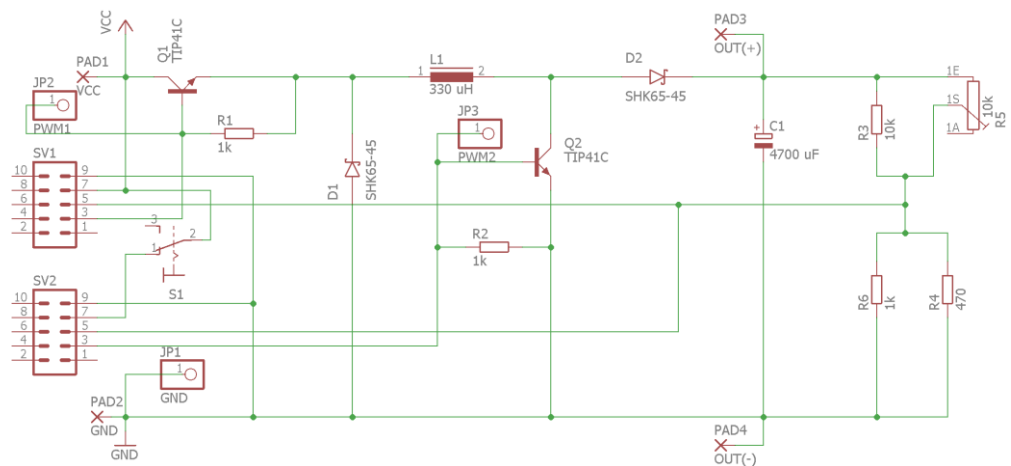 VCC
Q1
TIP41C
PAD1
VCC
JP2
1
PWM1
R1
1k
L1
1
2
330 uH
D2
SHK65-45
PAD3
OUT(+)
JP3
1
PWM2
Q2
TIP41C
D1
SHK65-45
C1
+
4700 uF
R3
10k
1E
1S
1A
10k
R5
SV1
10 9
8 7
6 5
4 3
2 1
3
2
1
S1
R2
1k
R6
1k
R4
470
SV2
10 9
8 7
6 5
4 3
2 1
JP1
1
GND
PAD2
GND
GND
PAD4
OUT(-)